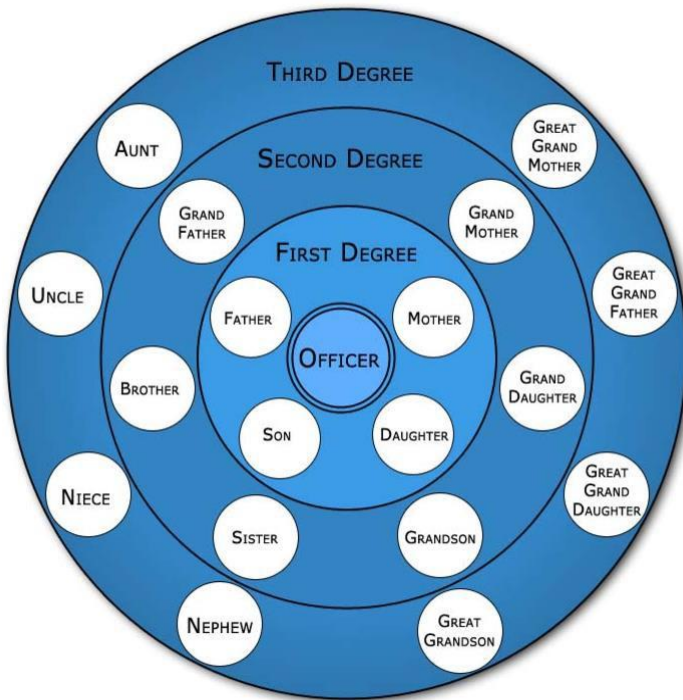 THIRD DEGREE
AUNT
GREAT
GRAND
MOTHER
SECOND DEGREE
GRAND
FATHER
GRAND
MOTHER
FIRST DEGREE
UNCLE
GREAT
GRAND
FATHER
FATHER
MOTHER
OFFICER
BROTHER
GRAND
DAUGHTER
SON
DAUGHTER
NIECE
GREAT
GRAND
DAUGHTER
SISTER
GRANDSON
NEPHEW
GREAT
GRANDSON